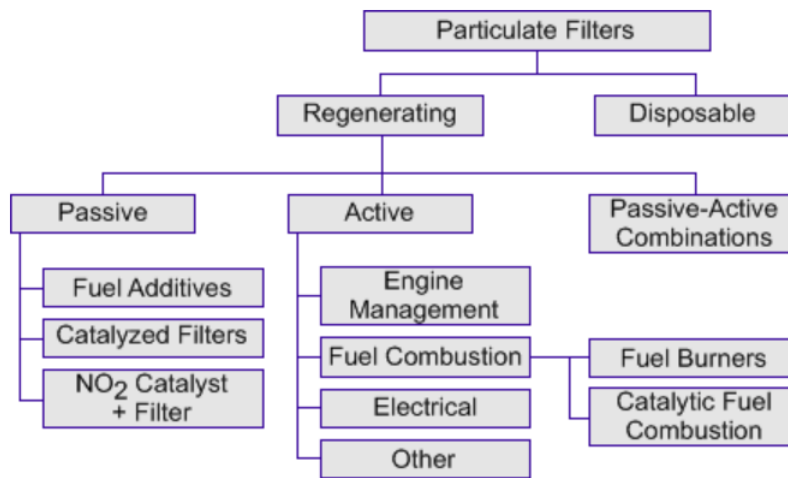 Particulate Filters
Regenerating
Disposable
Passive
Active
Passive-Active
Combinations
Fuel Additives
Catalyzed Filters
NO2 Catalyst
+ Filter
Engine
Management
Fuel Combustion
Electrical
Other
Fuel Burners
Catalytic Fuel
Combustion